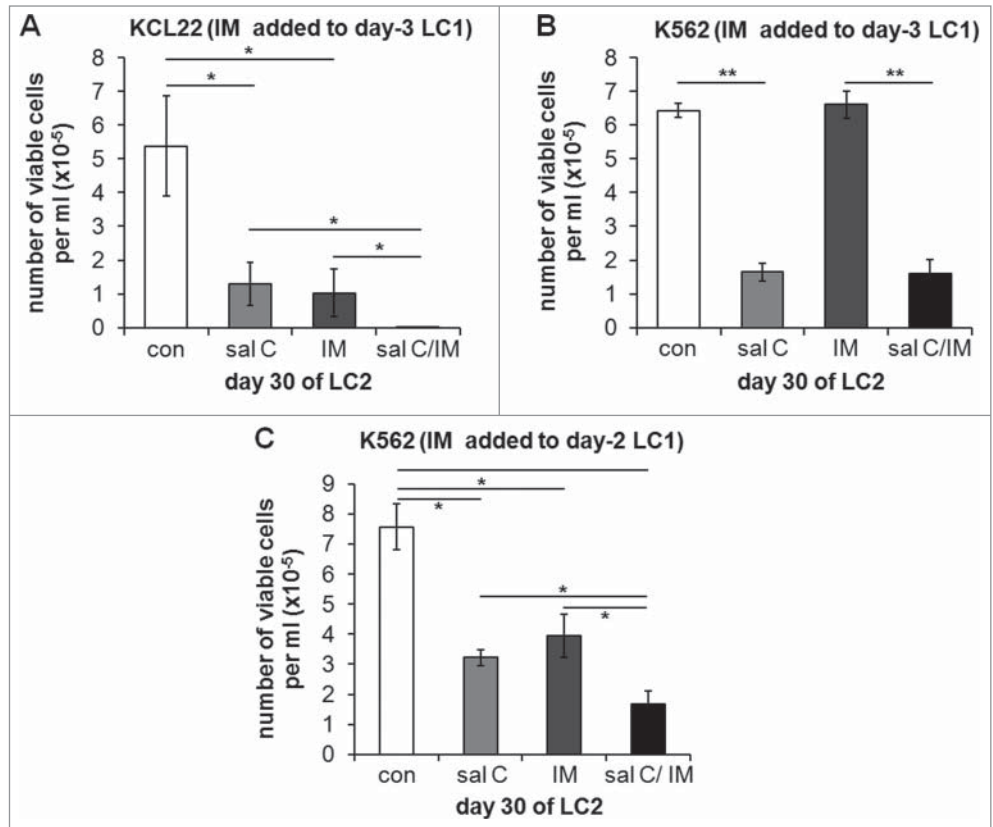 A
KCL22 (IM added to day-3 LC1)
number of viable cells
per ml (x10-5)
8
7
6
5
4
3
2
1
0
*
*
*
*
con sal C IM sal C/IM
day 30 of LC2
B
K562 (IM added to day-3 LC1)
number of viable cells
per ml (x10-5)
8
7
6
5
4
3
2
1
0
** **
con sal C IM sal C/IM
day 30 of LC2
C
K562 (IM added to day-2 LC1)
number of viable cells
per ml (x10-5)
9
8
7
6
5
4
3
2
1
0
*
*
*
*
con sal C IM sal C/ IM
day 30 of LC2